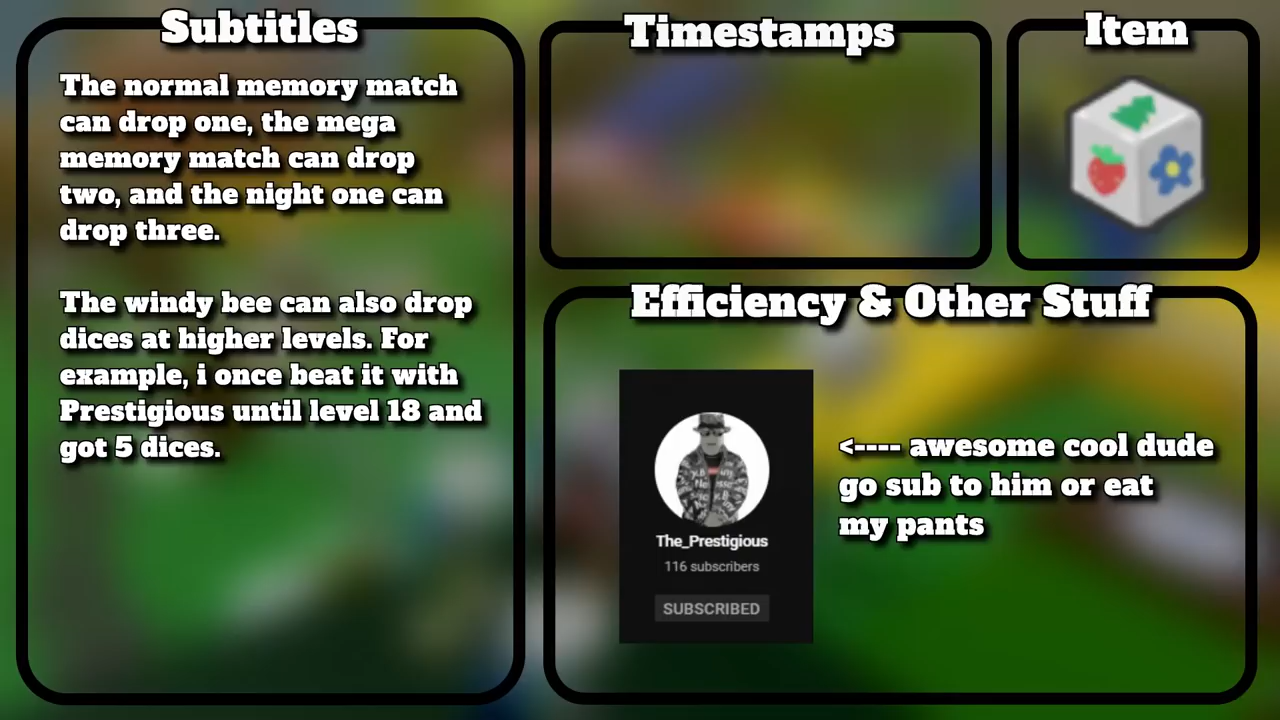 Subtitles
The normal memory match
can drop one, the mega
memory match can drop
two, and the night one can
drop three.
The windy bee can also drop
dices at higher levels. For
example, i once beat it with
Prestigious until level 18 and
got 5 dices.
Timestamps
Item
Efficiency & Other Stuff
The_Prestigious
116 subscribers
SUBSCRIBED
<---- awesome cool dude
go sub to him or eat
my pants